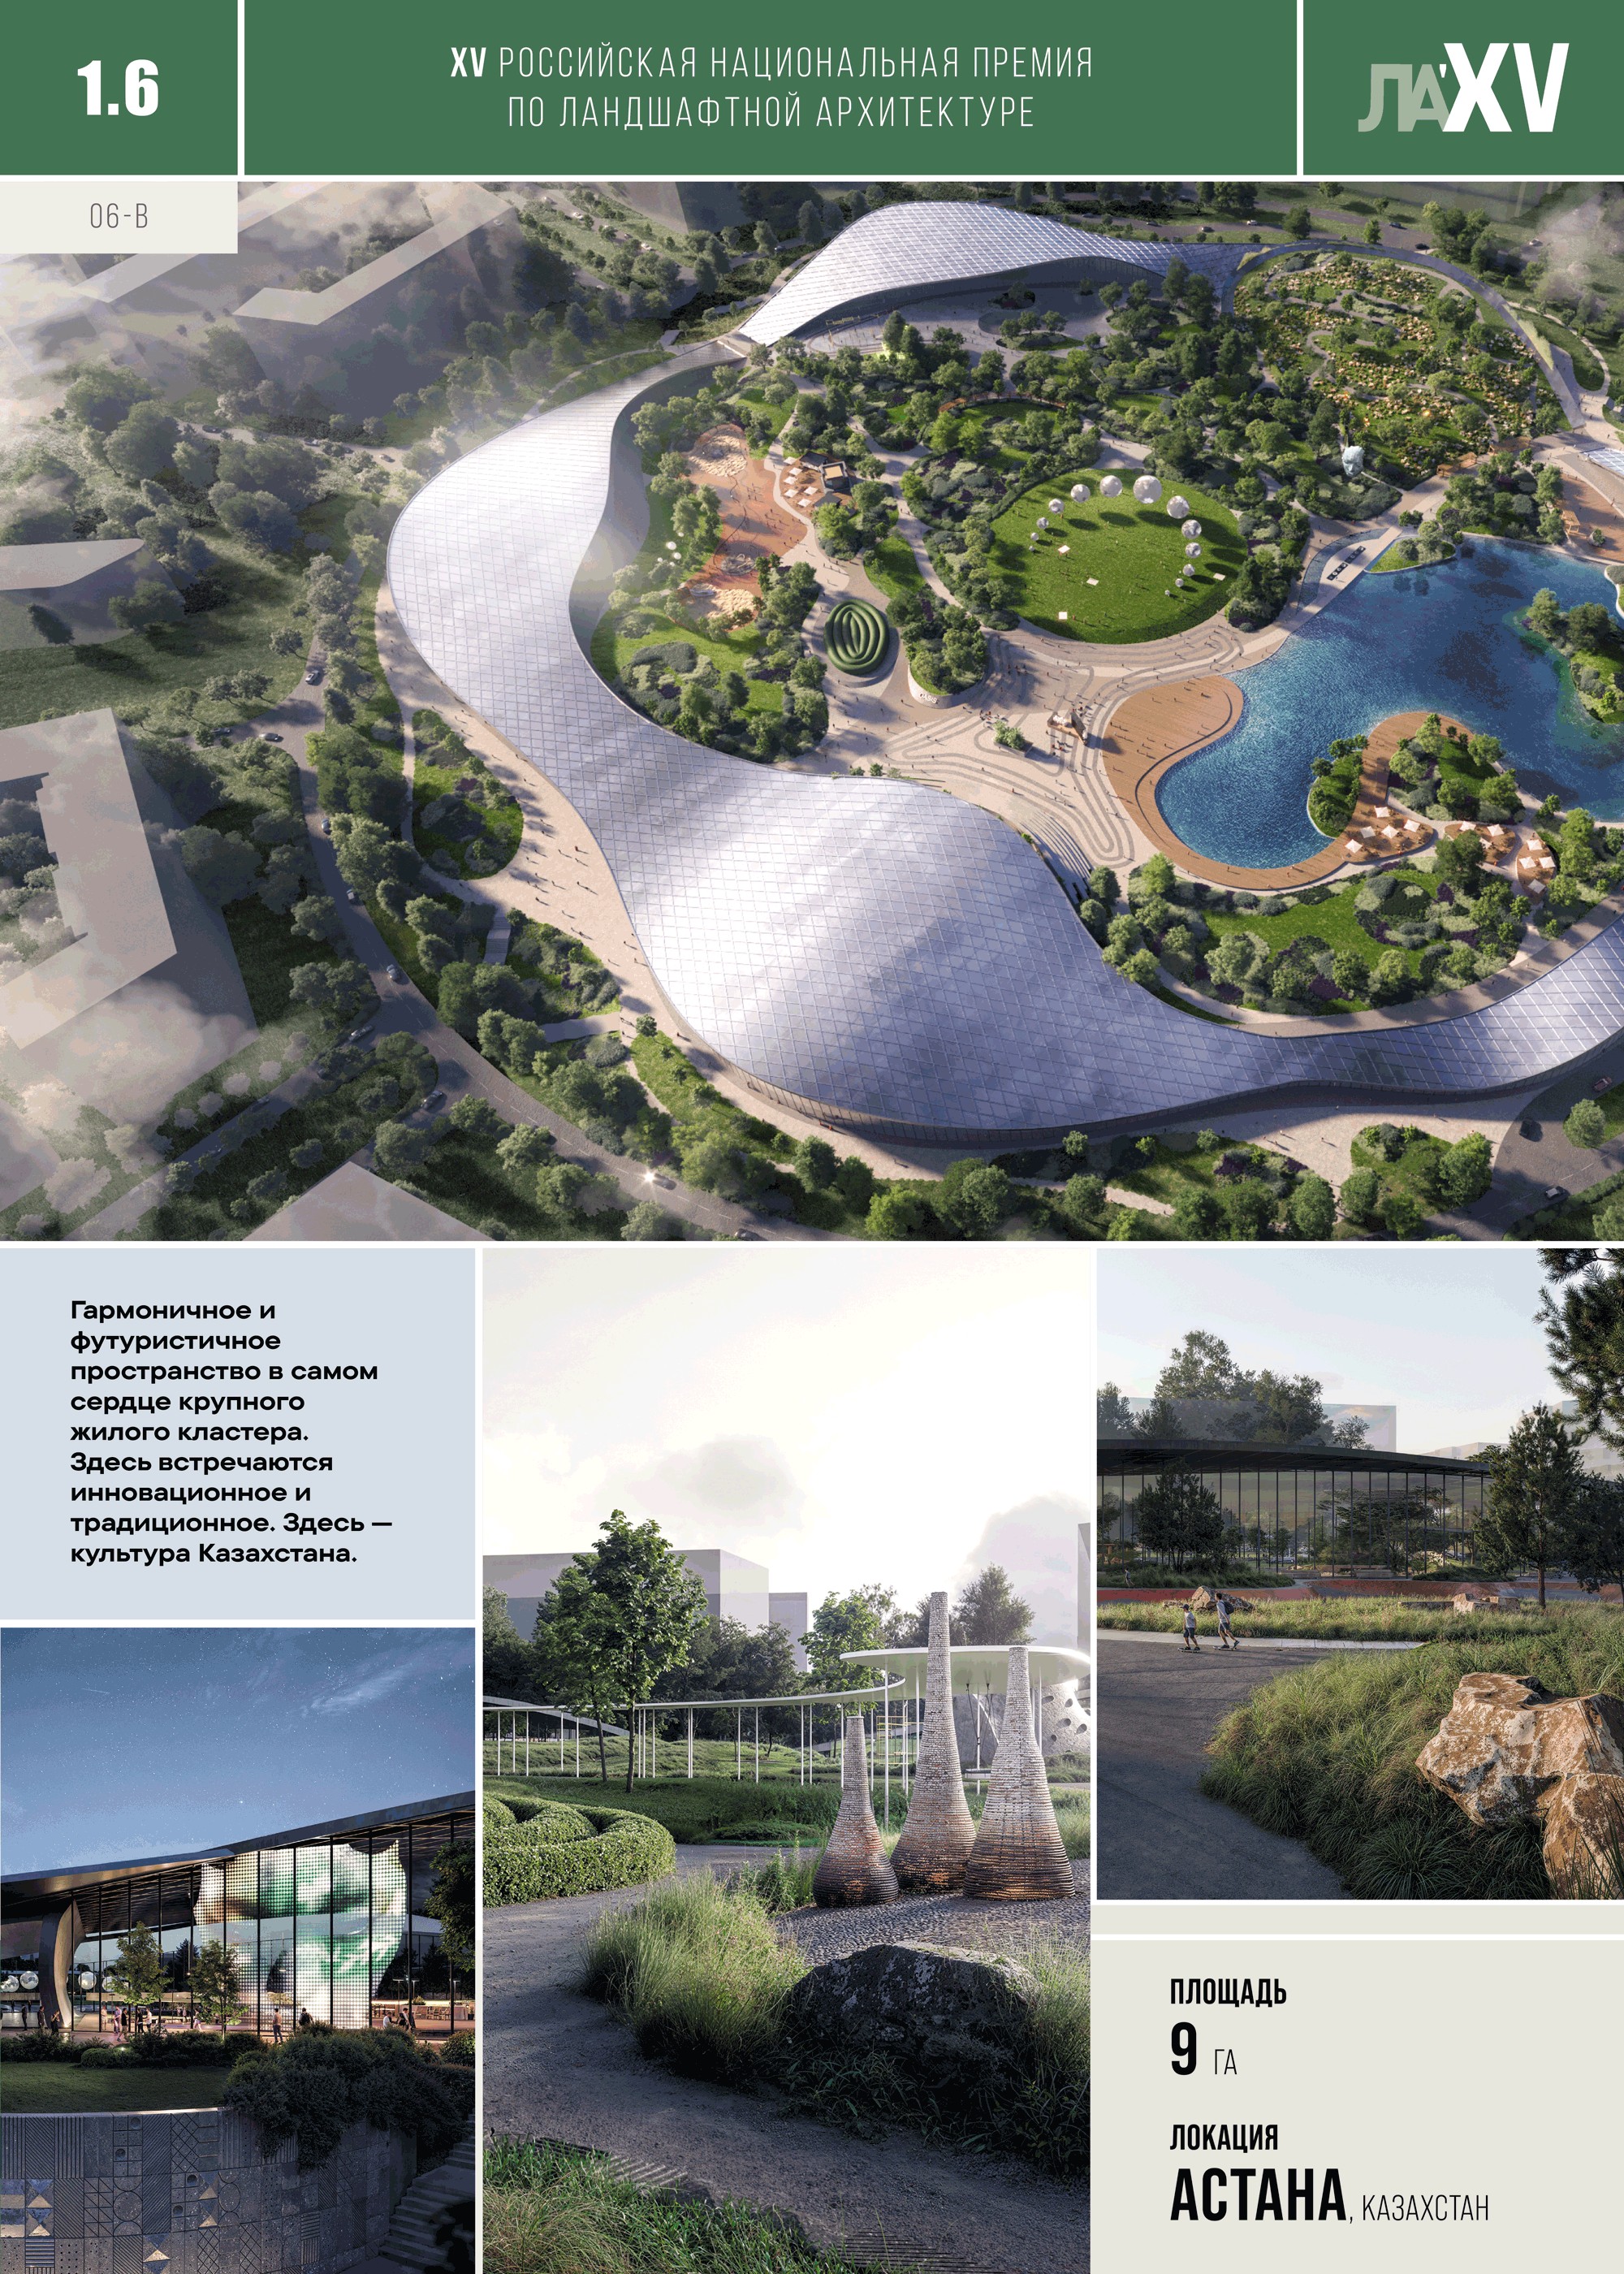 1.6
XV РОССИЙСКАЯ НАЦИОНАЛЬНАЯ ПРЕМИЯ
ПО ЛАНДШАФТНОЙ АРХИТЕКТУРЕ
ЛА'XV
06-В
Гармоничное и
футуристичное
пространство в самом
сердце крупного
жилого кластера.
Здесь встречаются
инновационное и
традиционное. Здесь —
культура Казахстана.
ПЛОЩАДЬ
9 ГА
ЛОКАЦИЯ
АСТАНА, КАЗАХСТАН